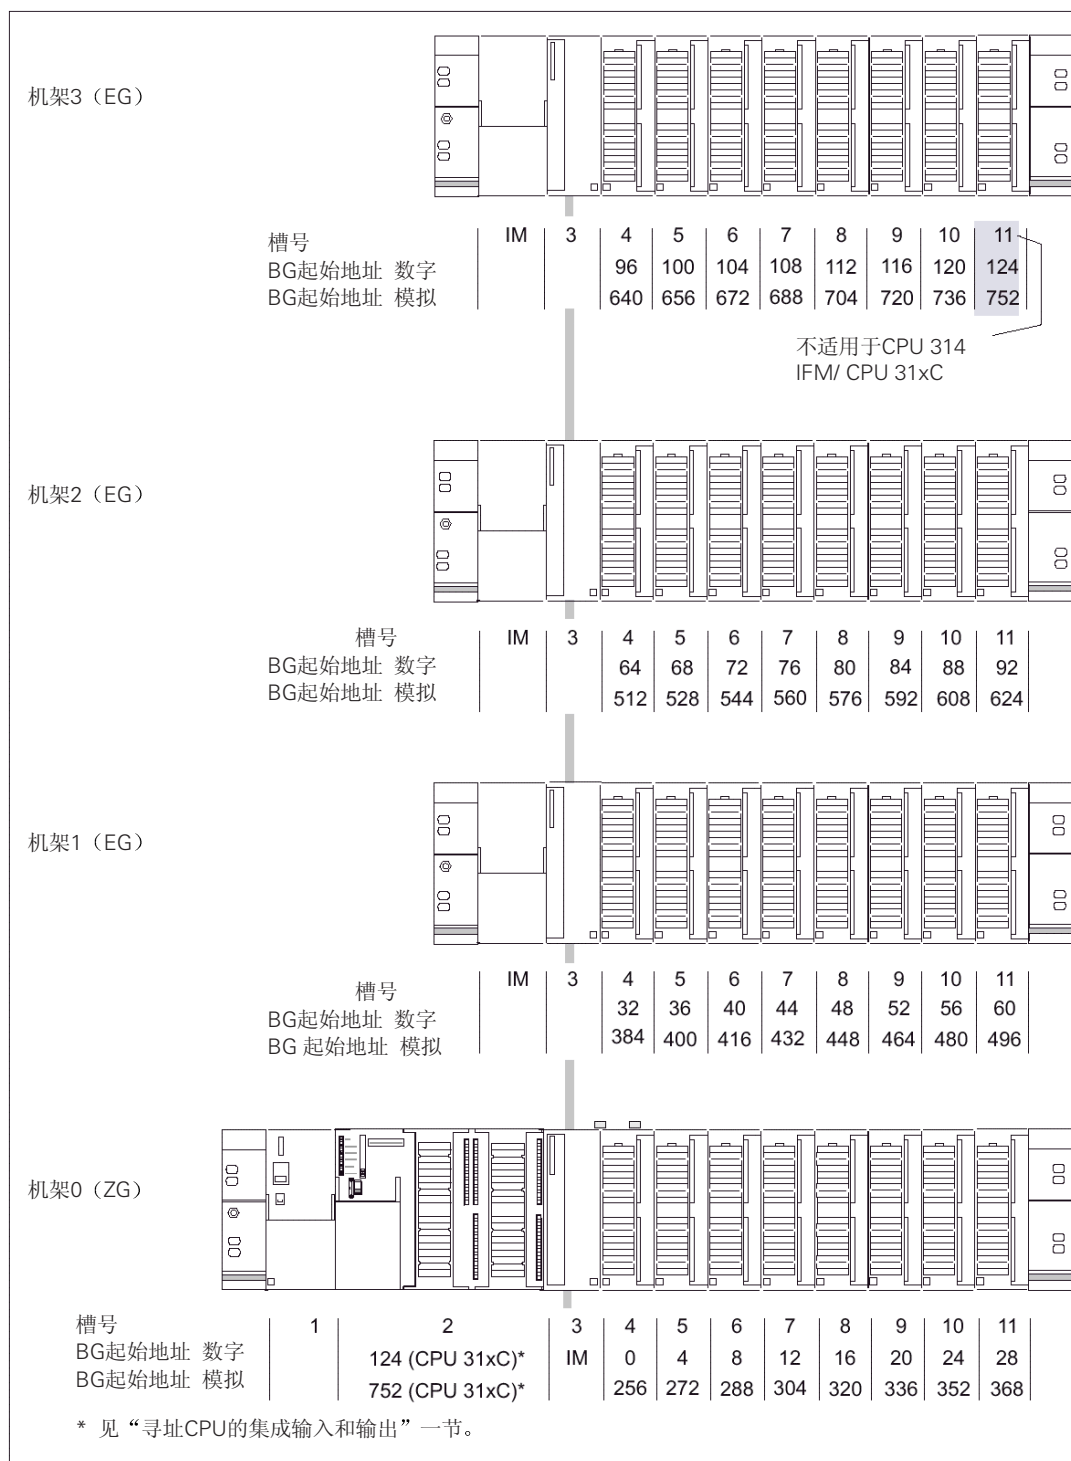 机架3（EG）
槽号 IM 3 4 5 6 7 8 9 10 11
BG起始地址 数字 96 100 104 108 112 116 120 124
BG起始地址 模拟 640 656 672 688 704 720 736 752
不适用于CPU 314
IFM/ CPU 31xC
机架2（EG）
槽号 IM 3 4 5 6 7 8 9 10 11
BG起始地址 数字 64 68 72 76 80 84 88 92
BG起始地址 模拟 512 528 544 560 576 592 608 624
机架1（EG）
槽号 IM 3 4 5 6 7 8 9 10 11
BG起始地址 数字 32 36 40 44 48 52 56 60
BG 起始地址 模拟 384 400 416 432 448 464 480 496
机架0（ZG）
槽号 1 2 3 4 5 6 7 8 9 10 11
BG起始地址 数字 124 (CPU 31xC)* IM 0 4 8 12 16 20 24 28
BG起始地址 模拟 752 (CPU 31xC)* 256 272 288 304 320 336 352 368
* 见“寻址CPU的集成输入和输出”一节。